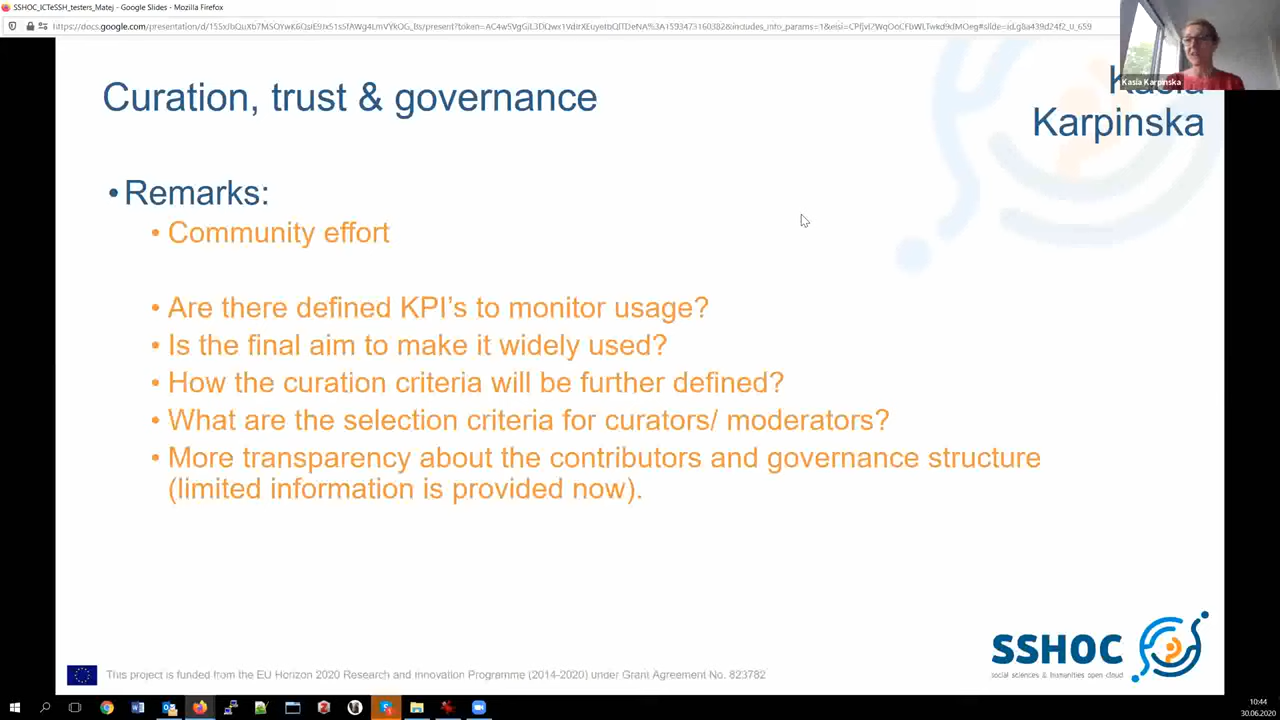 SSHOC_ICTeSSH_testers_Matej - Google Slides - Mozilla Firefox
Kasia Karpinska
Curation, trust & governance
Kasia
Karpinska
• Remarks:
• Community effort
• Are there defined KPI's to monitor usage?
• Is the final aim to make it widely used?
• How the curation criteria will be further defined?
• What are the selection criteria for curators/ moderators?
• More transparency about the contributors and governance structure
(limited information is provided now).
SSHOC
social sciences & humanities open cloud
This project is funded from the EU Horizon 2020 Research and Innovation Programme (2014-2020) under Grant Agreement No. 823782
10:44
30.06.2020